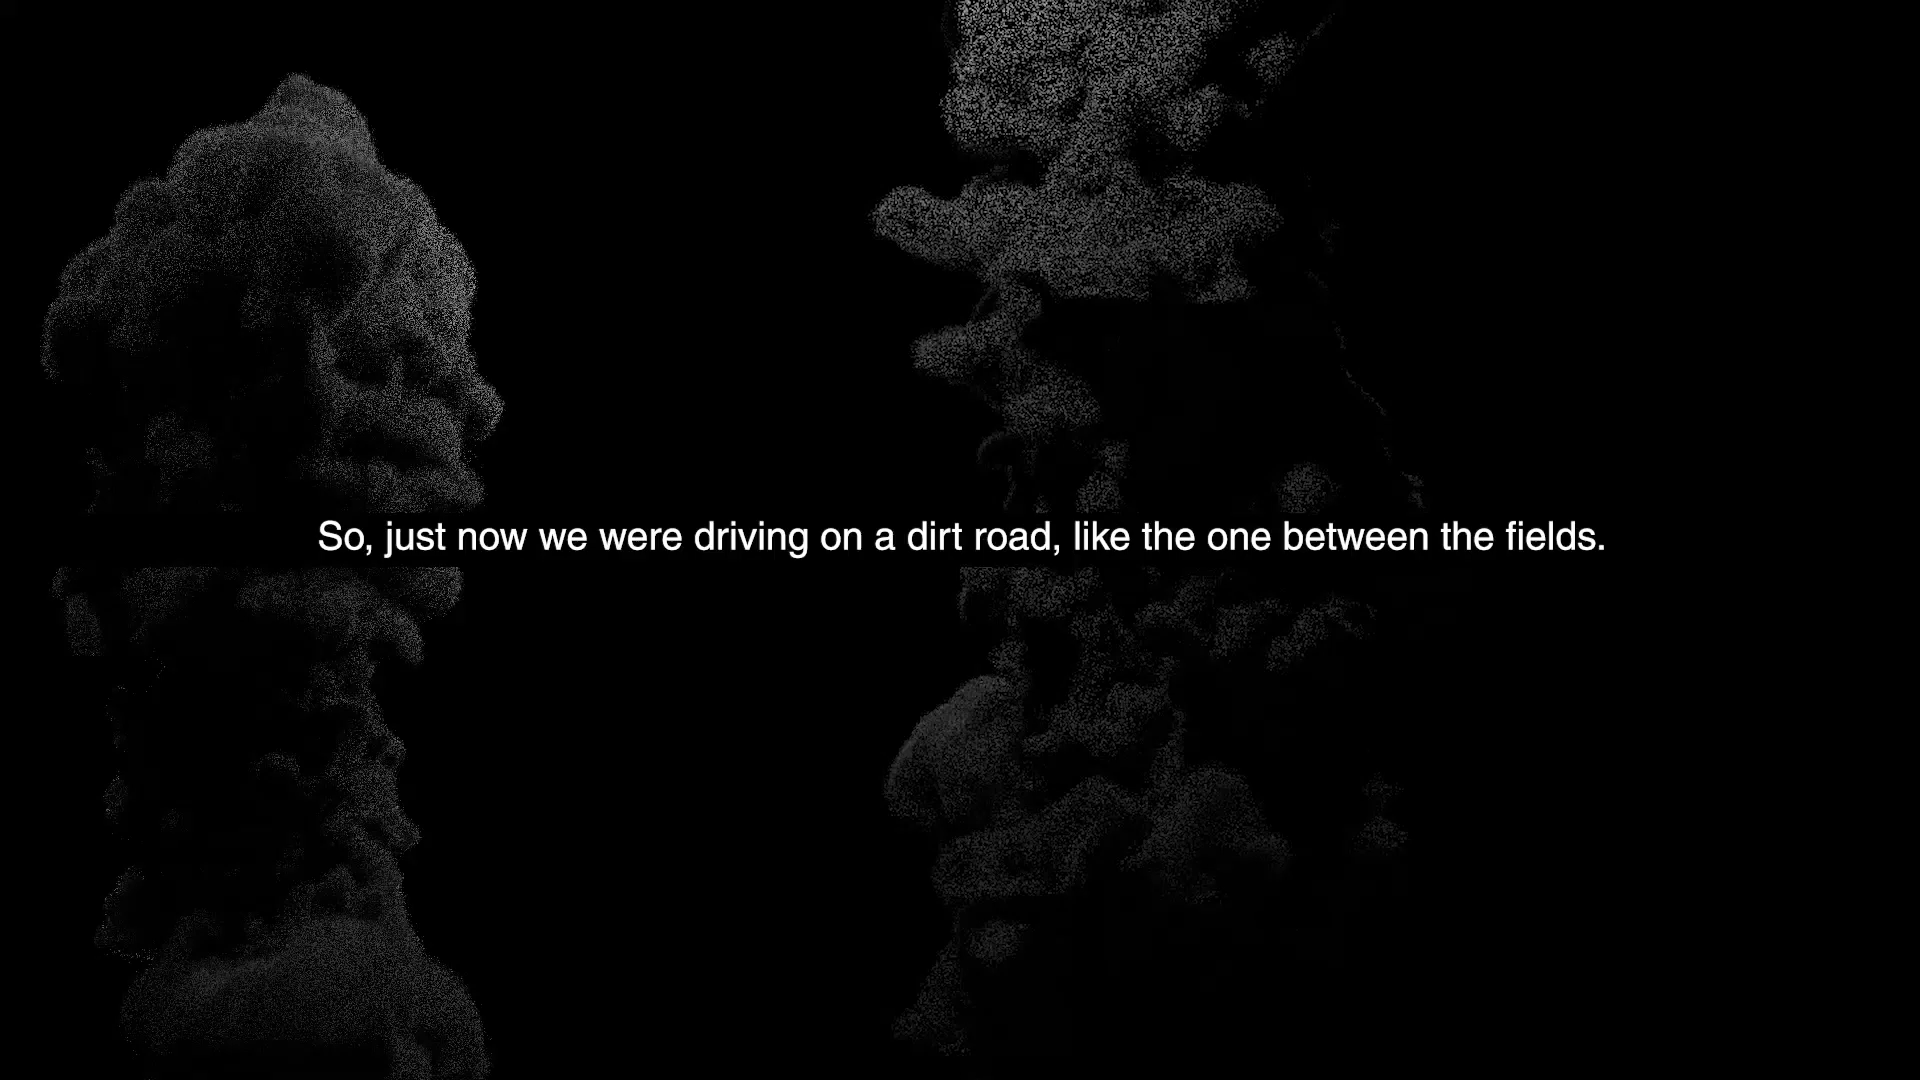 So, just now we were driving on a dirt road, like the one between the fields.